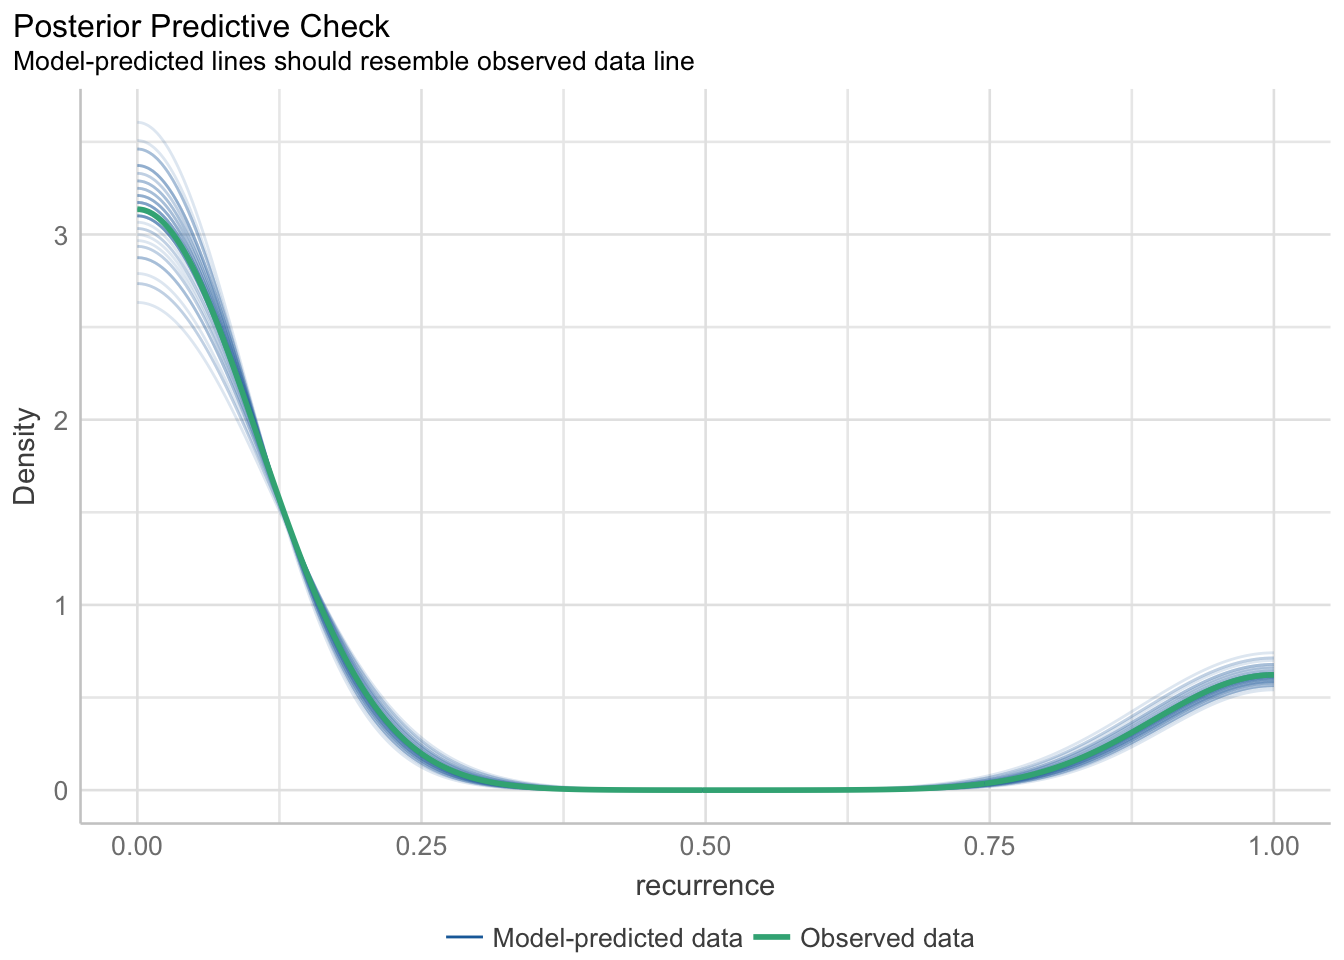 Posterior Predictive Check
Model-predicted lines should resemble observed data line
Density
3
2
1
0
0.00 0.25 0.50 0.75 1.00
recurrence
Model-predicted data Observed data